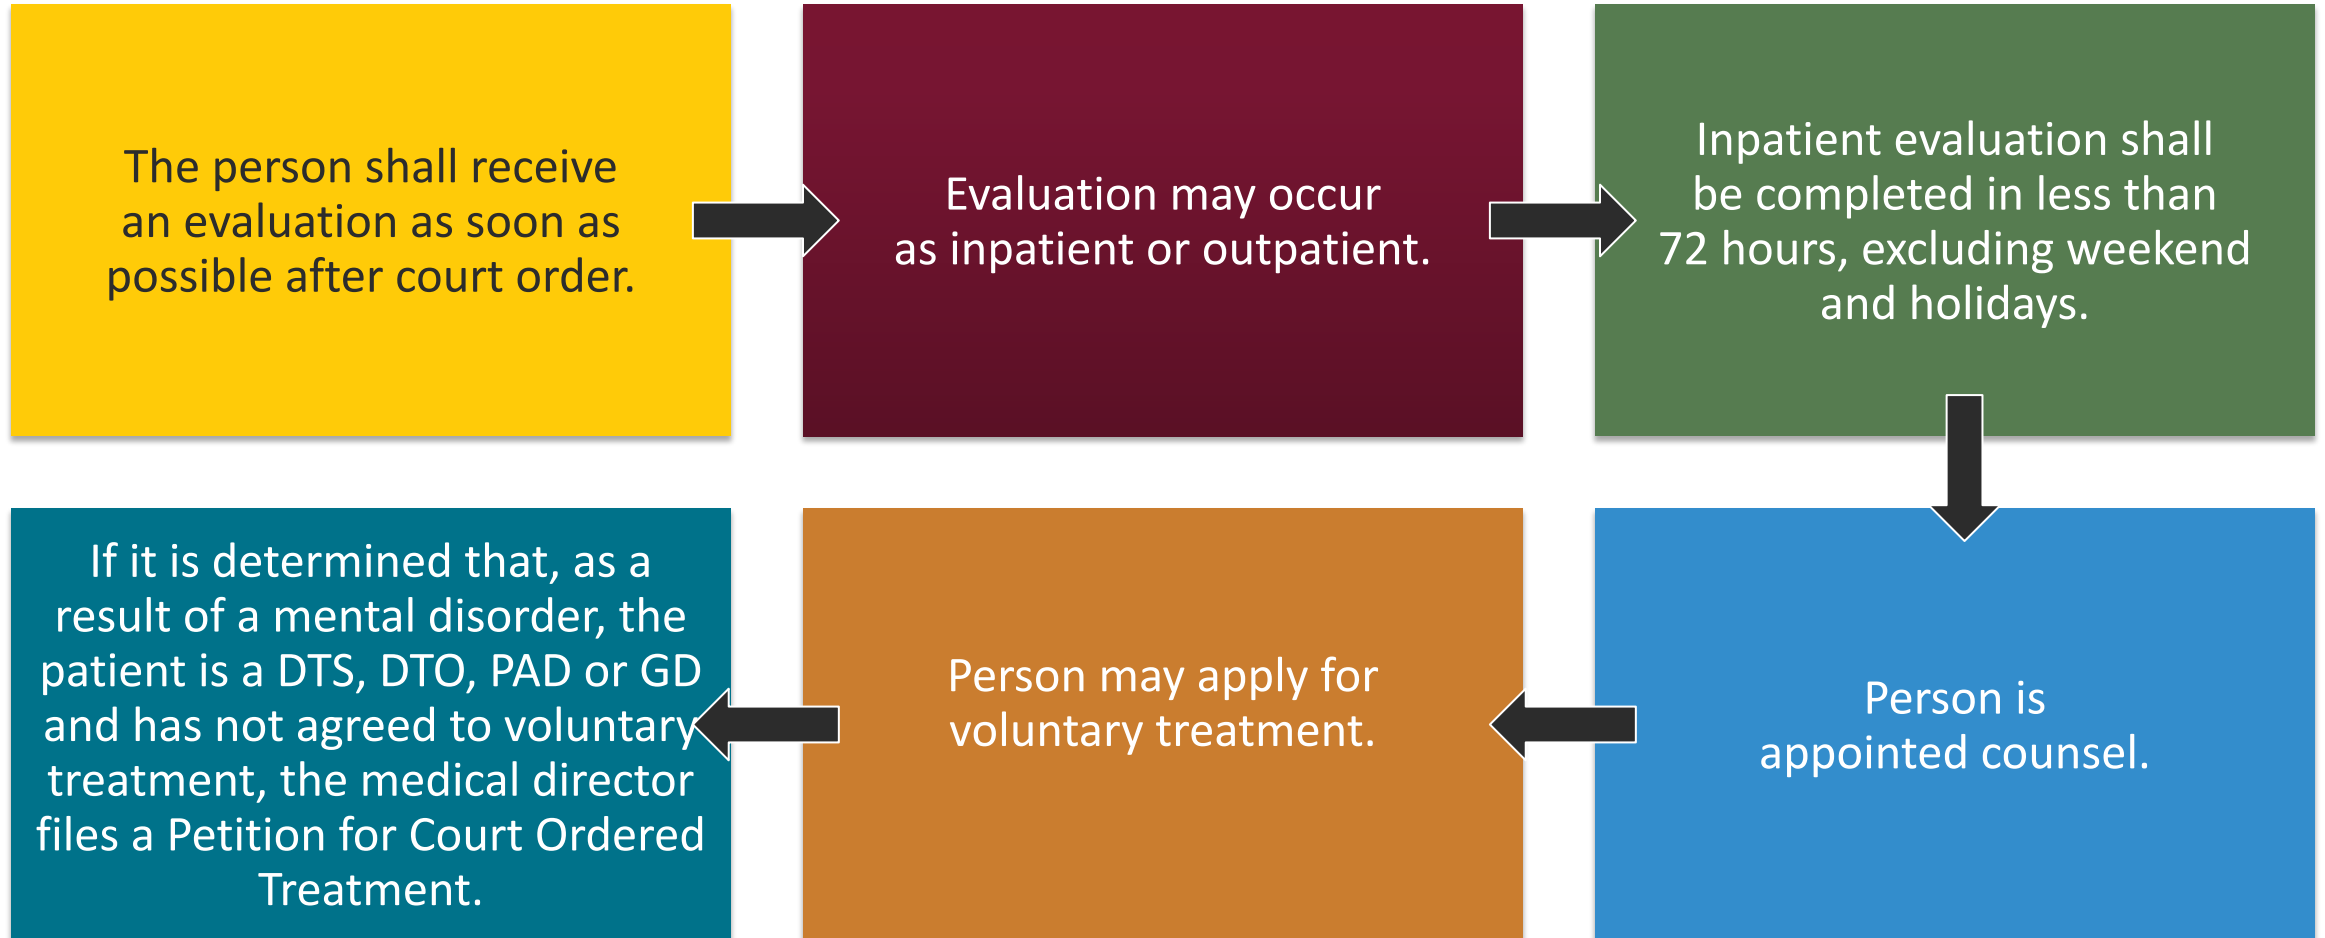 The person shall receive
an evaluation as soon as
possible after court order.
Evaluation may occur
as inpatient or outpatient.
Inpatient evaluation shall
be completed in less than
72 hours, excluding weekend
and holidays.
Person is
appointed counsel.
Person may apply for
voluntary treatment.
If it is determined that, as a
result of a mental disorder, the
patient is a DTS, DTO, PAD or GD
and has not agreed to voluntary
treatment, the medical director
files a Petition for Court Ordered
Treatment.